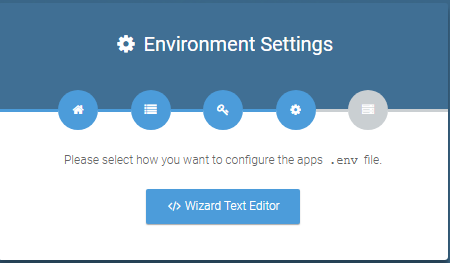 Environment Settings
Please select how you want to configure the apps .env file.
</> Wizard Text Editor